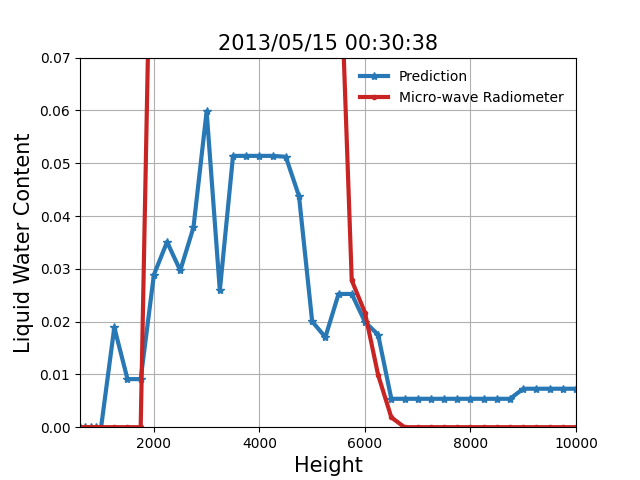 2013/05/15 00:30:38
0.07
0.06
0.05
0.04
0.03
0.02
0.01
0.00
Liquid Water Content
Prediction
Micro-wave Radiometer
2000 4000 6000 8000 10000
Height